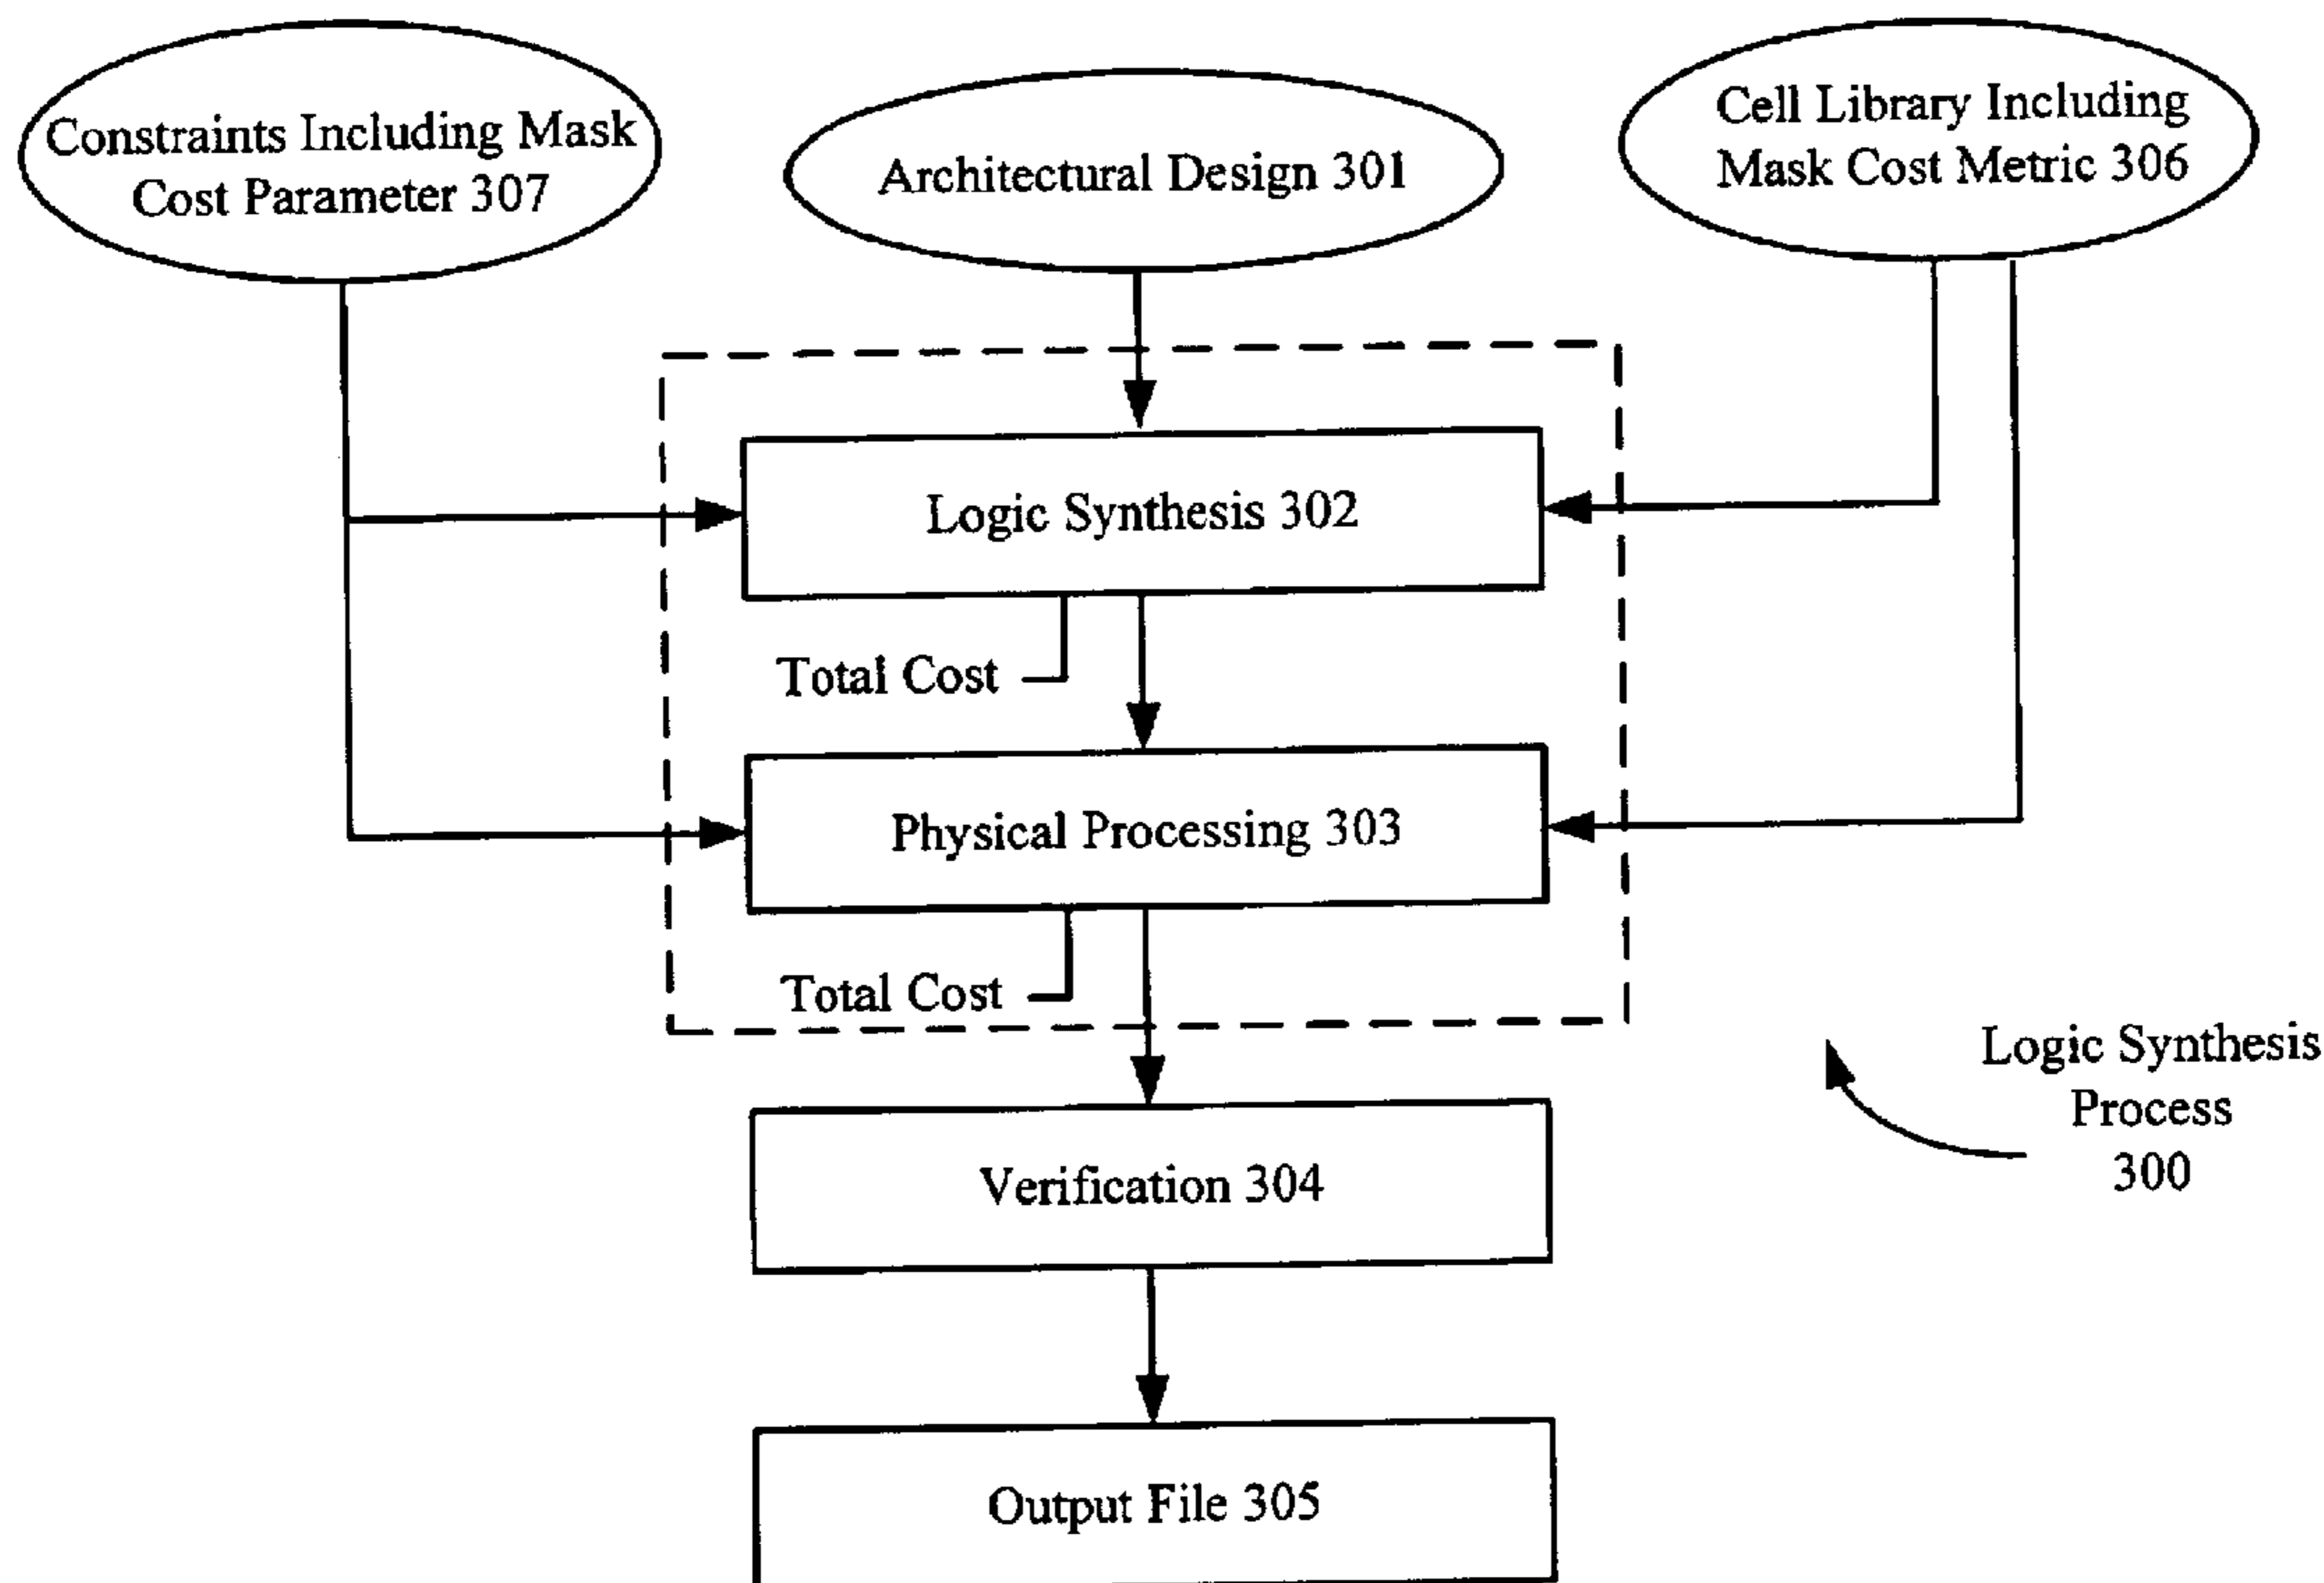 Constraints Including Mask
Cost Parameter 307
Architectural Design 301
Cell Library Including
Mask Cost Metric 306
Logic Synthesis 302
Total Cost
Physical Processing 303
Total Cost
Logic Synthesis
Process
300
Verification 304
Output File 305